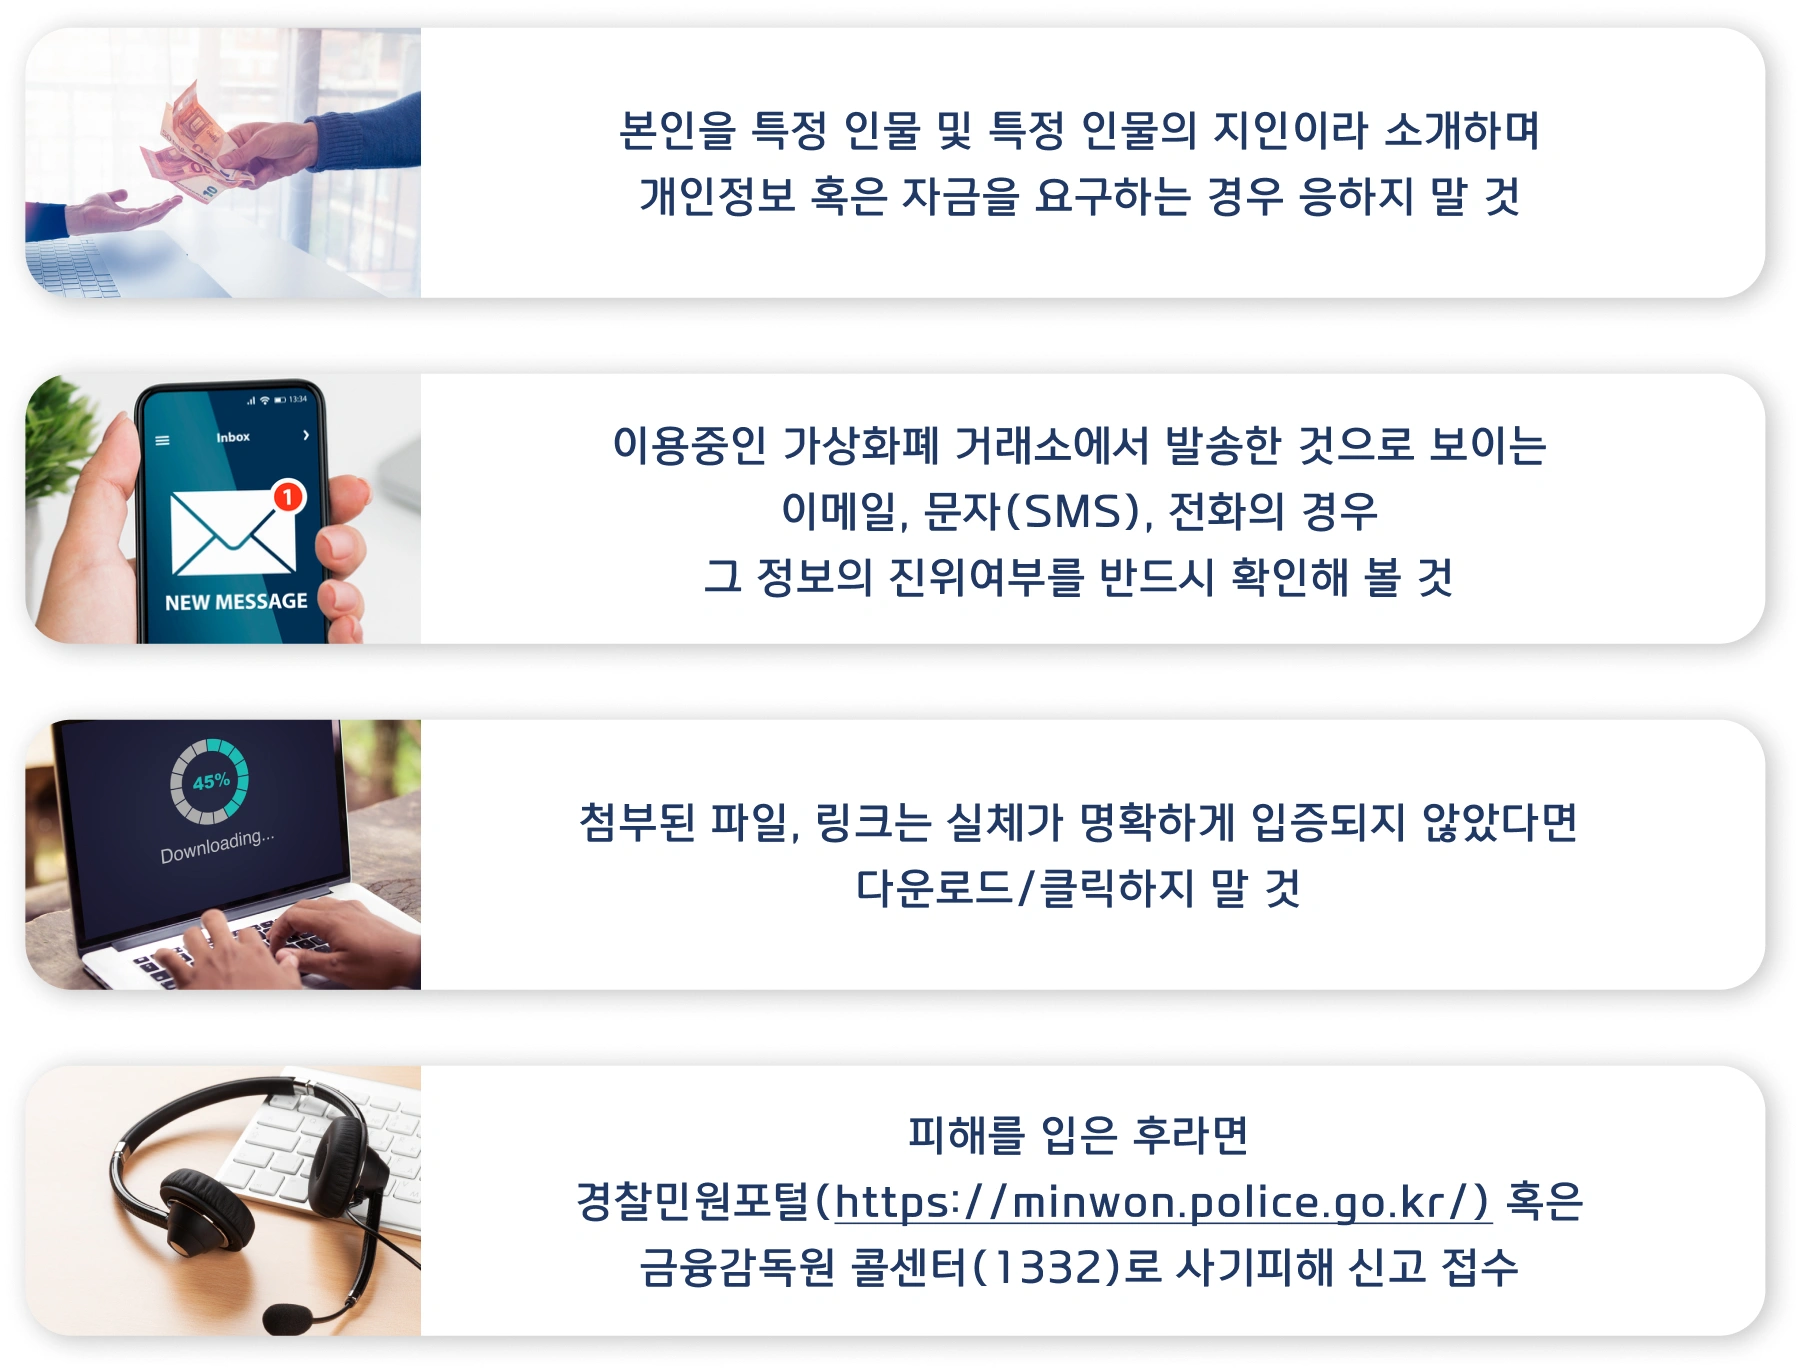 본인을 특정 인물 및 특정 인물의 지인이라 소개하며
개인정보 혹은 자금을 요구하는 경우 응하지 말 것
13:34
Inbox
1
NEW MESSAGE
이용중인 가상화폐 거래소에서 발송한 것으로 보이는
이메일, 문자(SMS), 전화의 경우
그 정보의 진위여부를 반드시 확인해 볼 것
45%
Downloading...
첨부된 파일, 링크는 실체가 명확하게 입증되지 않았다면
다운로드/클릭하지 말 것
피해를 입은 후라면
경찰민원포털(https://minwon.police.go.kr/) 혹은
금융감독원 콜센터(1332)로 사기피해 신고 접수